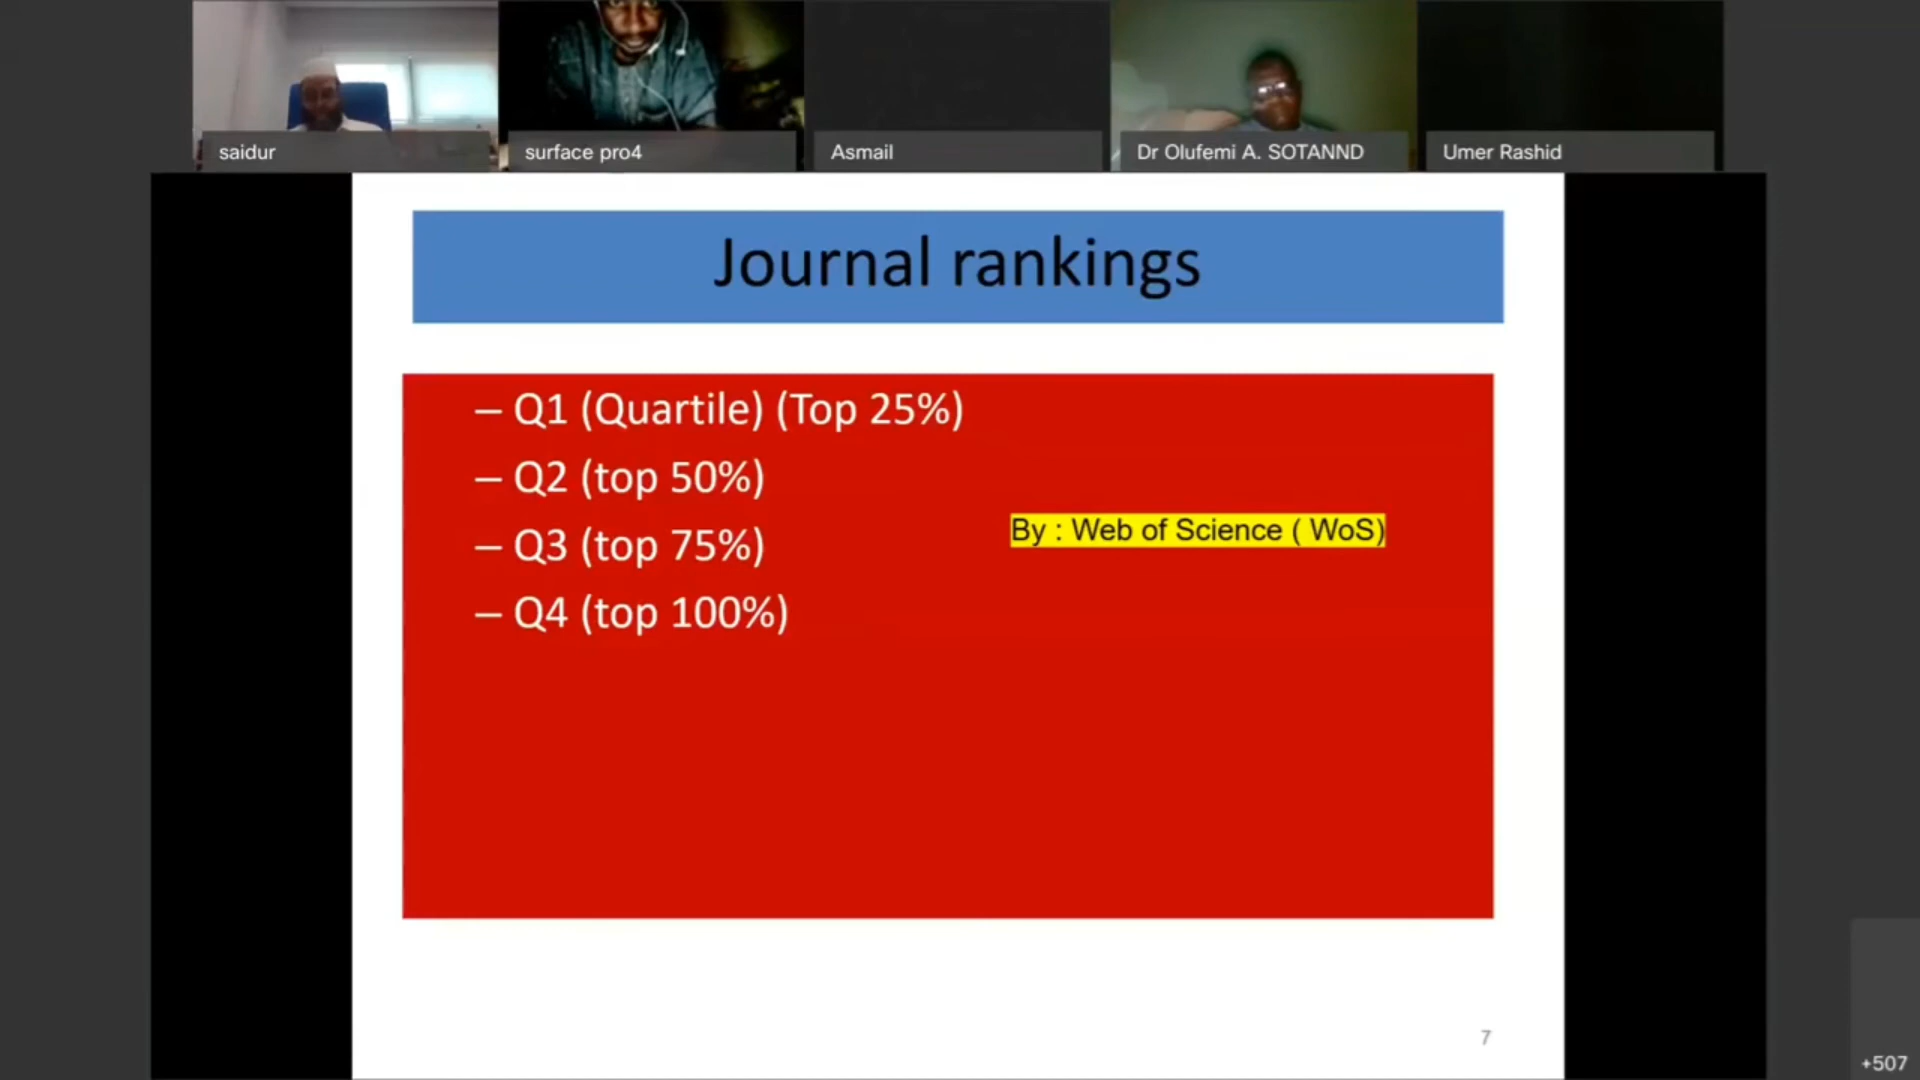 saidur
surface pro4
Asmail
Dr Olufemi A. SOTANND
Umer Rashid
Journal rankings
– Q1 (Quartile) (Top 25%)
– Q2 (top 50%)
– Q3 (top 75%)
– Q4 (top 100%)
By : Web of Science ( WoS)
7
+507